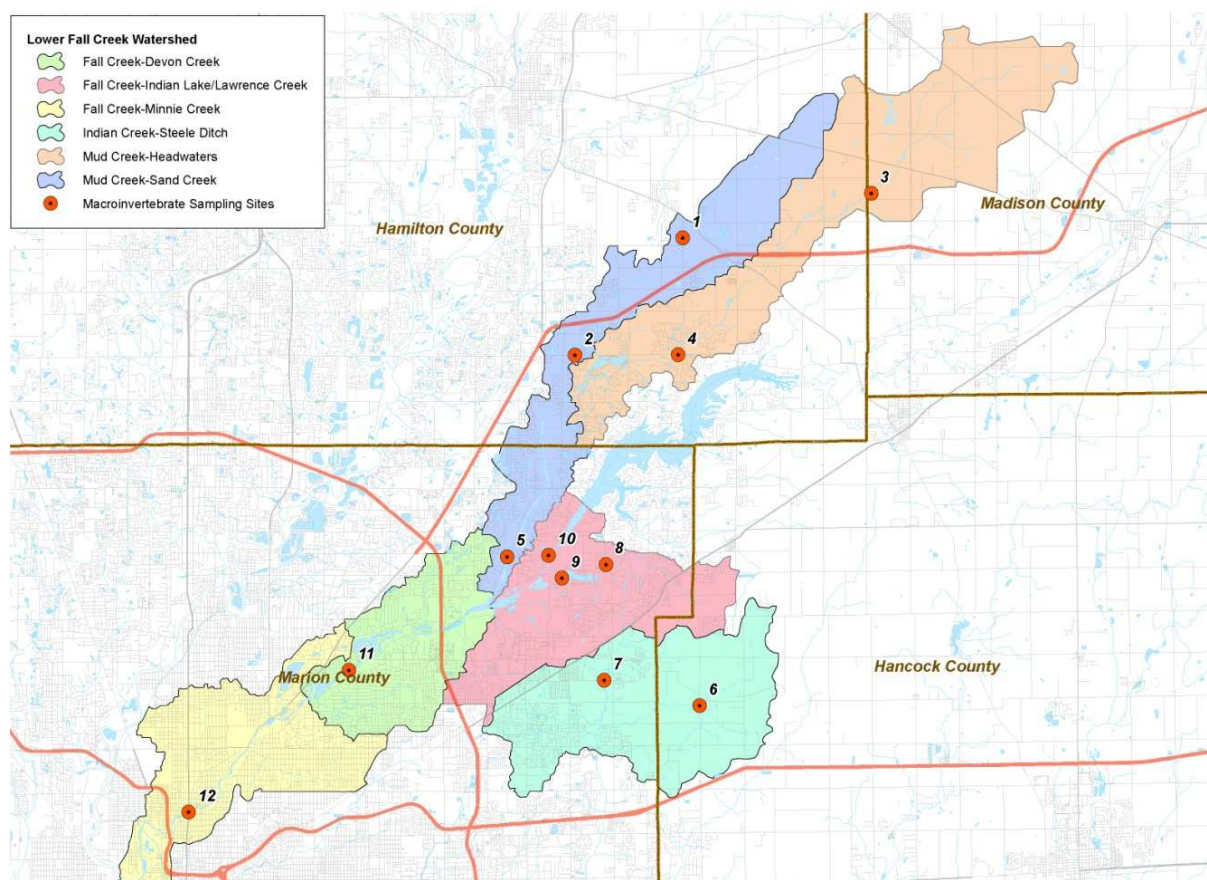 Lower Fall Creek Watershed
Fall Creek-Devon Creek
Fall Creek-Indian Lake/Lawrence Creek
Fall Creek-Minnie Creek
Indian Creek-Steele Ditch
Mud Creek-Headwaters
Mud Creek-Sand Creek
Macroinvertebrate Sampling Sites
3
Madison County
1
Hamilton County
2
4
5
10
8
9
11
Marion County
7
6
Hancock County
12